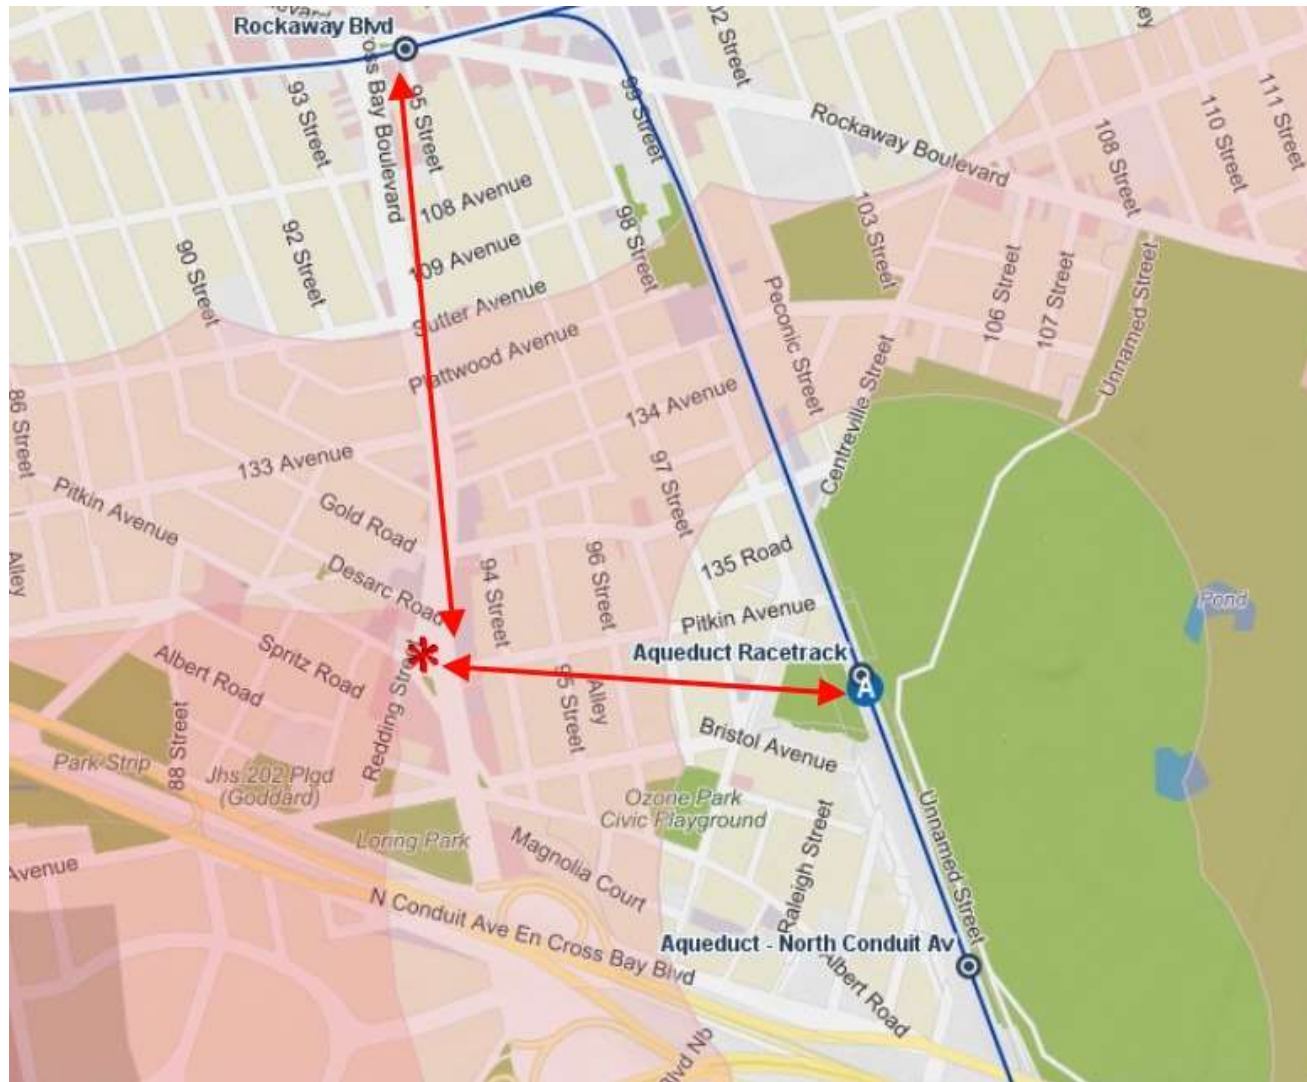 Rockaway Blvd
02 Street
93 Street
Cross Bay Boulevard
95 Street
99 Street
Rockaway Boulevard
108 Street
110 Street
111 Street
108 Avenue
90 Street
92 Street
109 Avenue
98 Street
103 Street
Sutter Avenue
Peconic Street
106 Street
107 Street
Unnamed Street
Plattwood Avenue
86 Street
134 Avenue
Centreville Street
133 Avenue
97 Street
Pitkin Avenue
Gold Road
Alley
Desarc Road
94 Street
96 Street
135 Road
Pitkin Avenue
Pond
Spritz Road
Albert Road
Redding Street
Aqueduct Racetrack
A
95 Street
Alley
88 Street
Bristol Avenue
Park Strip
Jhs 202 Plgd
(Goddard)
Ozone Park
Civic Playground
Unnamed Street
Loring Park
Magnolia Court
Raleigh Street
Avenue
N Conduit Ave En Cross Bay Blvd
Aqueduct - North Conduit Av
Albert Road
Blvd Nb